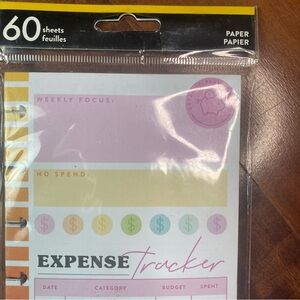 60 sheets
feuilles
PAPER
PAPIER
WEEKLY FOCUS:
NO SPEND:
$ $ $ $ $ $ $
EXPENSE Tracker
DATE CATEGORY BUDGET SPENT